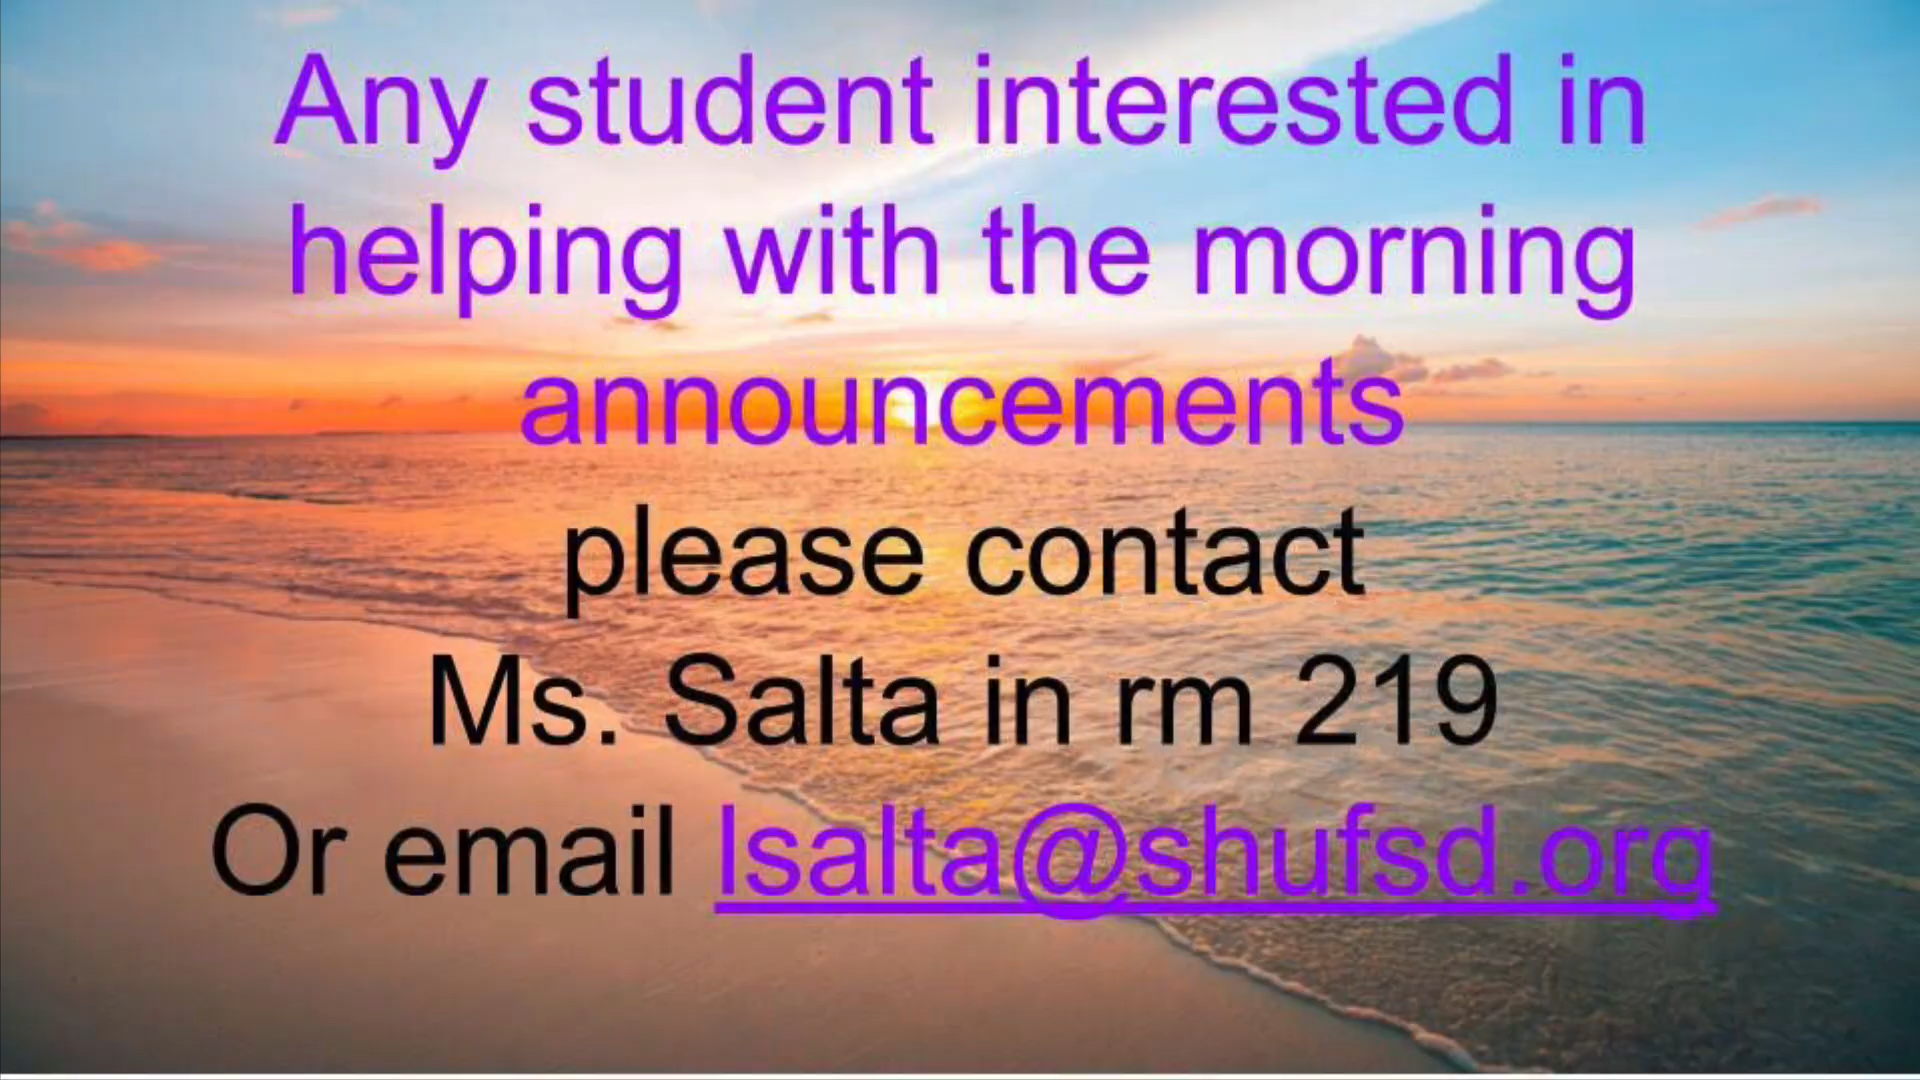 Any student interested in
helping with the morning
announcements
please contact
Ms. Salta in rm 219
Or email lsalta@shufsd.org